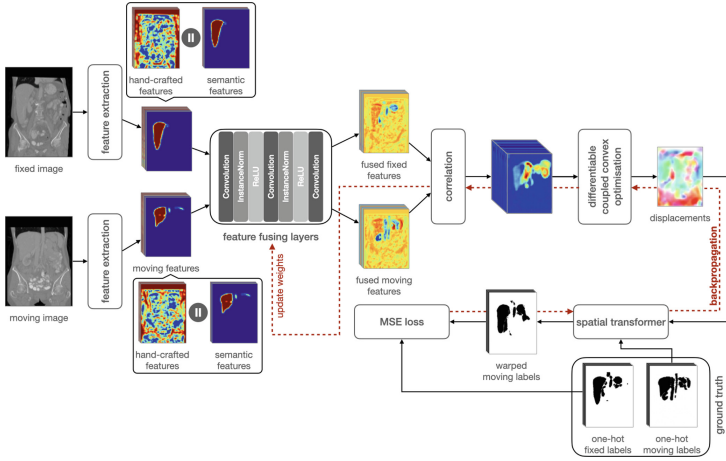 hand-crafted
features
semantic
features
fixed image
feature extraction
moving image
feature extraction
moving features
hand-crafted
features
semantic
features
Convolution
InstanceNorm
ReLU
Convolution
InstanceNorm
ReLU
Convolution
feature fusing layers
update weights
fused fixed
features
fused moving
features
correlation
differentiable
coupled convex
optimisation
displacements
backpropagation
MSE loss
warped
moving labels
spatial transformer
one-hot
fixed labels
one-hot
moving labels
ground truth